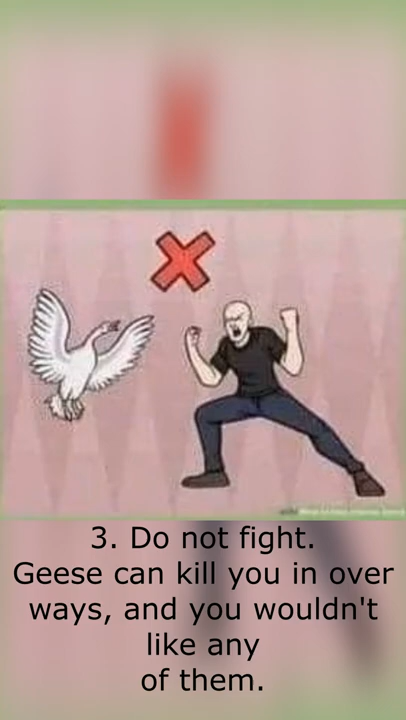 3. Do not fight.
Geese can kill you in over
ways, and you wouldn't
like any
of them.